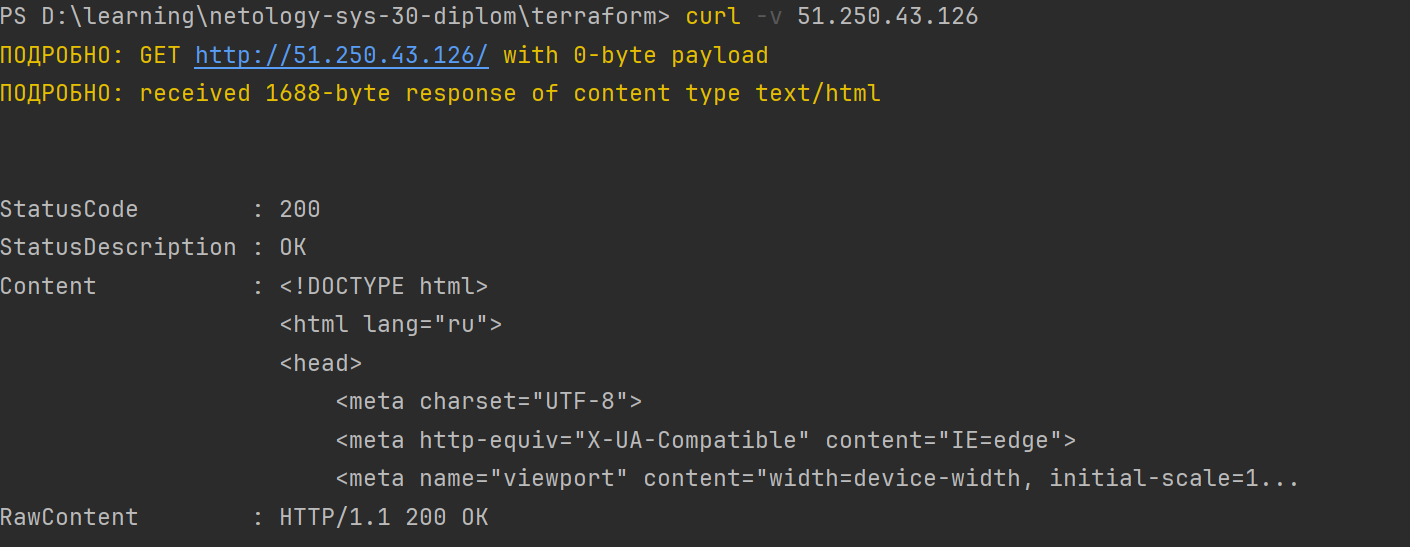 PS D:\learning\netology-sys-30-diplom\terraform> curl -v 51.250.43.126
ПОДРОБНО: GET http://51.250.43.126/ with 0-byte payload
ПОДРОБНО: received 1688-byte response of content type text/html
StatusCode        : 200
StatusDescription : OK
Content           : <!DOCTYPE html>
                    <html lang="ru">
                    <head>
                        <meta charset="UTF-8">
                        <meta http-equiv="X-UA-Compatible" content="IE=edge">
                        <meta name="viewport" content="width=device-width, initial-scale=1...
RawContent        : HTTP/1.1 200 OK